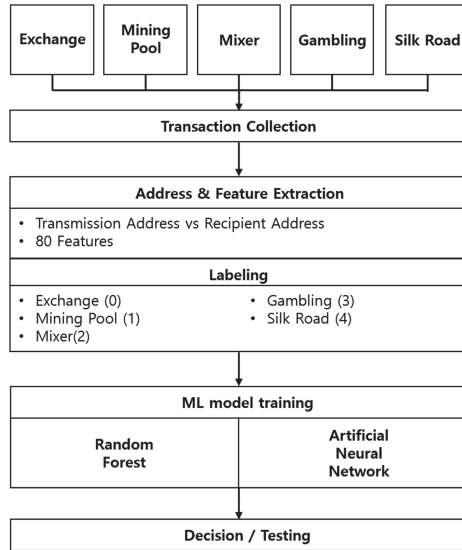 Exchange
Mining
Pool
Mixer
Gambling
Silk Road
Transaction Collection
Address & Feature Extraction
• Transmission Address vs Recipient Address
• 80 Features
Labeling
• Exchange (0)
• Mining Pool (1)
• Mixer(2)
• Gambling (3)
• Silk Road (4)
ML model training
Random
Forest
Artificial
Neural
Network
Decision / Testing